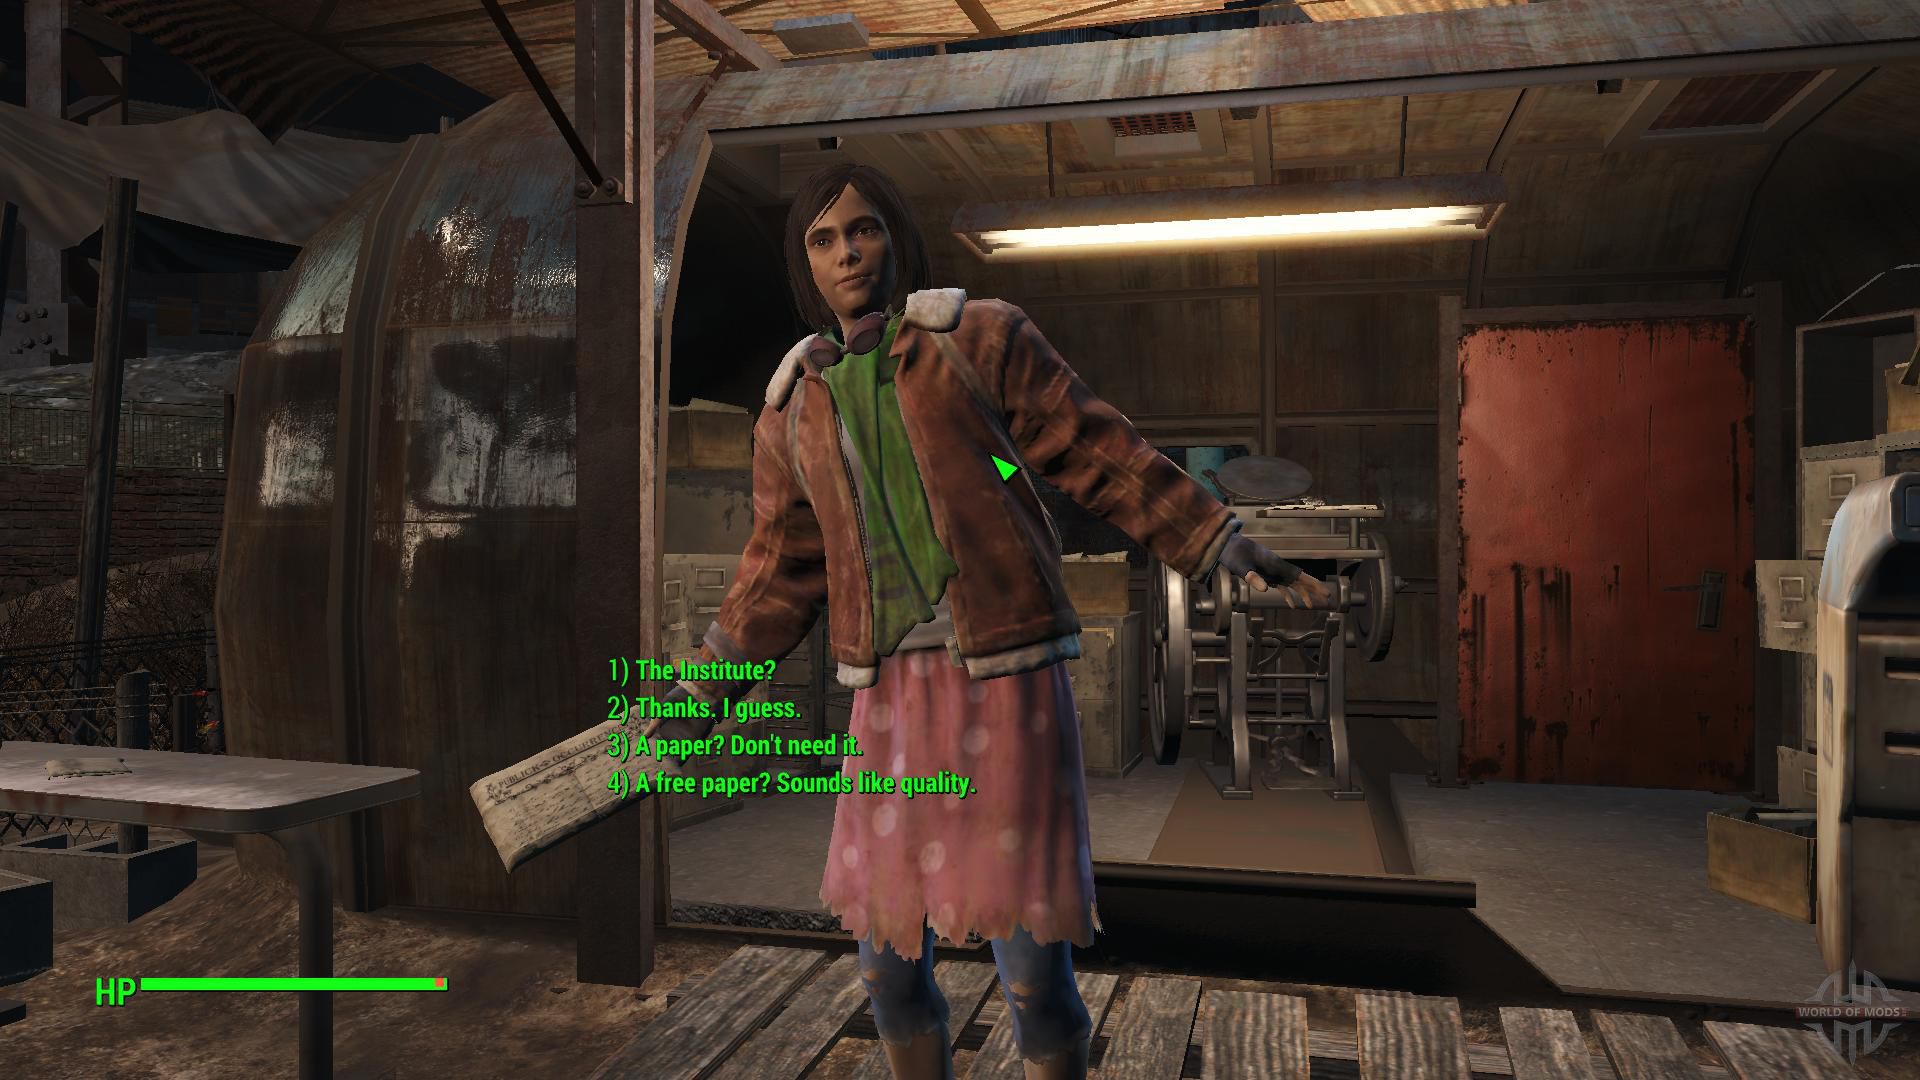 1) The Institute?
2) Thanks. I guess.
3) A paper? Don't need it.
4) A free paper? Sounds like quality.
PUBLICK
HP
WORLD OF MODS